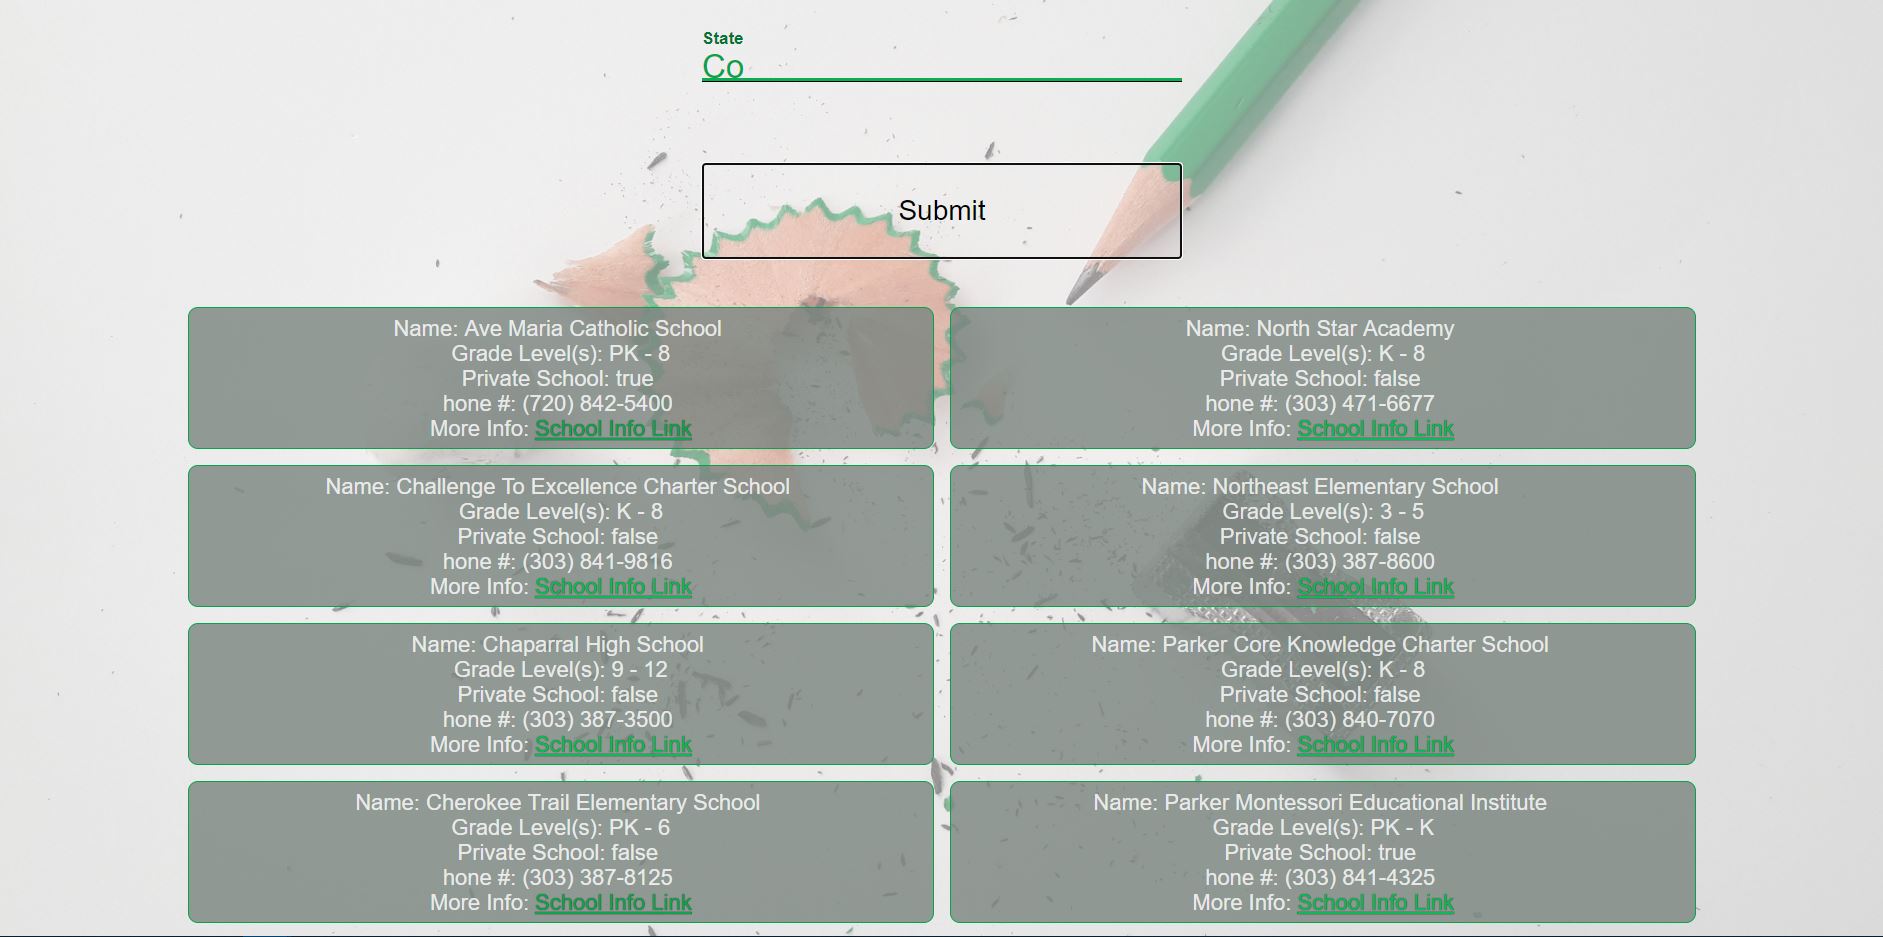 State
Co
Submit
Name: Ave Maria Catholic School
Grade Level(s): PK - 8
Private School: true
hone #: (720) 842-5400
More Info: School Info Link
Name: North Star Academy
Grade Level(s): K - 8
Private School: false
hone #: (303) 471-6677
More Info: School Info Link
Name: Challenge To Excellence Charter School
Grade Level(s): K - 8
Private School: false
hone #: (303) 841-9816
More Info: School Info Link
Name: Northeast Elementary School
Grade Level(s): 3 - 5
Private School: false
hone #: (303) 387-8600
More Info: School Info Link
Name: Chaparral High School
Grade Level(s): 9 - 12
Private School: false
hone #: (303) 387-3500
More Info: School Info Link
Name: Parker Core Knowledge Charter School
Grade Level(s): K - 8
Private School: false
hone #: (303) 840-7070
More Info: School Info Link
Name: Cherokee Trail Elementary School
Grade Level(s): PK - 6
Private School: false
hone #: (303) 387-8125
More Info: School Info Link
Name: Parker Montessori Educational Institute
Grade Level(s): PK - K
Private School: true
hone #: (303) 841-4325
More Info: School Info Link